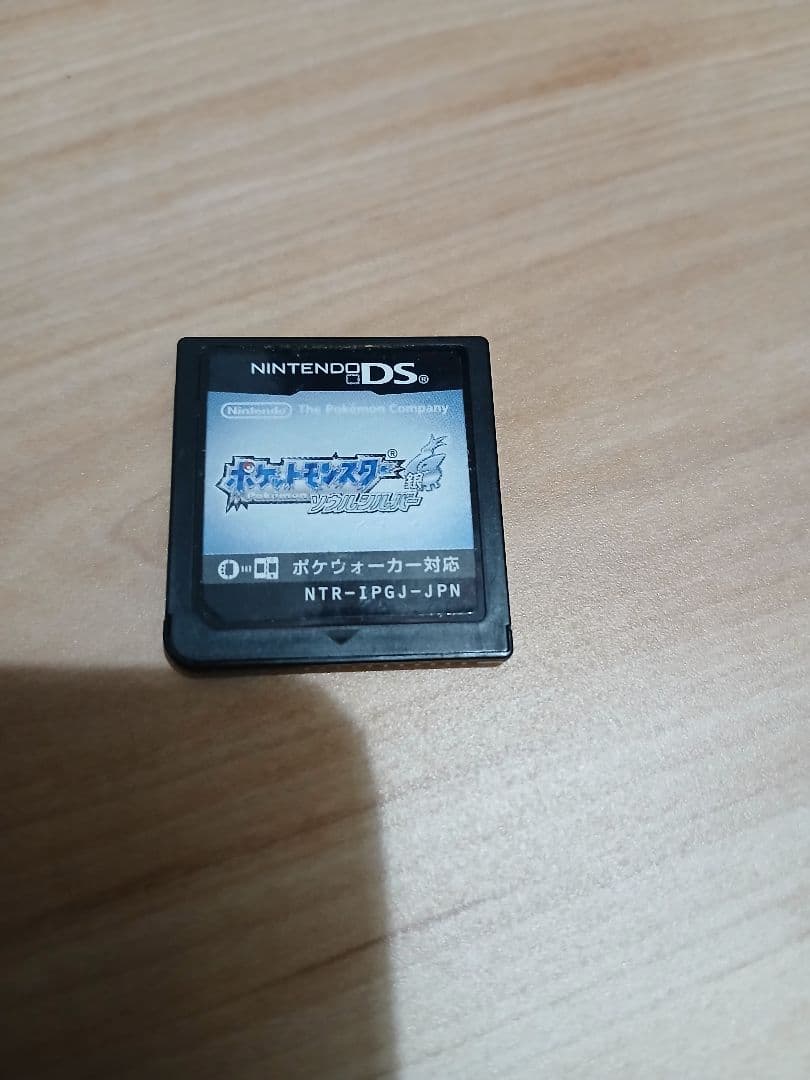 NINTENDO DS®
Nintendo The Pokémon Company
ポケットモンスター®
Pokémon
銀
ソウルシルバー
ポケウォーカー対応
NTR-IPGJ-JPN